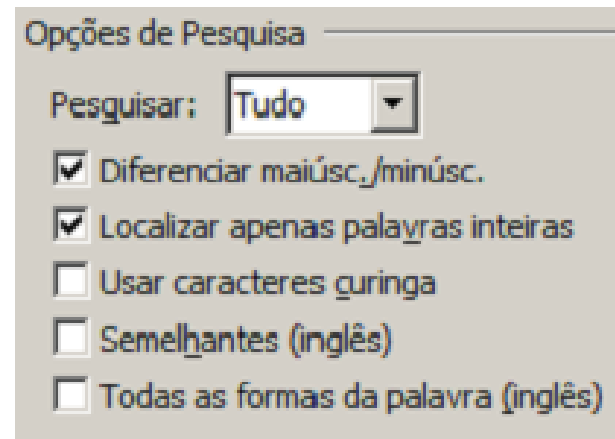 Opções de Pesquisa
Pesquisar: Tudo
Diferenciar maiúsc./minúsc.
Localizar apenas palavras inteiras
Usar caracteres curinga
Semelhantes (inglês)
Todas as formas da palavra (inglês)